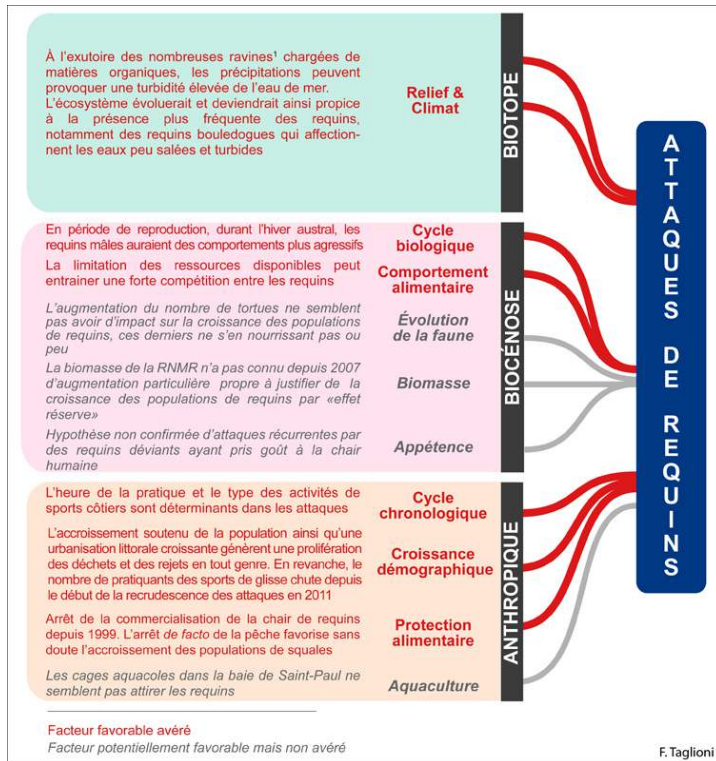 À l'exutoire des nombreuses ravines¹ chargées de
matières organiques, les précipitations peuvent
provoquer une turbidité élevée de l'eau de mer.
L'écosystème évoluerait et deviendrait ainsi propice
à la présence plus fréquente des requins,
notamment des requins bouledogues qui affection-
nent les eaux peu salées et turbides
Relief &
Climat
BIOTOPE
En période de reproduction, durant l'hiver austral, les
requins mâles auraient des comportements plus agressifs
Cycle
biologique
La limitation des ressources disponibles peut
entrainer une forte compétition entre les requins
Comportement
alimentaire
L'augmentation du nombre de tortues ne semblent
pas avoir d'impact sur la croissance des populations
de requins, ces derniers ne s'en nourrissant pas ou
peu
Évolution
de la faune
La biomasse de la RNMR n'a pas connu depuis 2007
d'augmentation particulière propre à justifier de la
croissance des populations de requins par «effet
réserve»
Biomasse
Hypothèse non confirmée d'attaques récurrentes par
des requins déviants ayant pris goût à la chair
humaine
Appétence
BIOCÉNOSE
L'heure de la pratique et le type des activités de
sports côtiers sont déterminants dans les attaques
Cycle
chronologique
L'accroissement soutenu de la population ainsi qu'une
urbanisation littorale croissante génèrent une prolifération
des déchets et des rejets en tout genre. En revanche, le
nombre de pratiquants des sports de glisse chute depuis
le début de la recrudescence des attaques en 2011
Croissance
démographique
Arrêt de la commercialisation de la chair de requins
depuis 1999. L'arrêt de facto de la pêche favorise sans
doute l'accroissement des populations de squales
Protection
alimentaire
Les cages aquacoles dans la baie de Saint-Paul ne
semblent pas attirer les requins
Aquaculture
ANTHROPIQUE
ATTAQUES DE REQUINS
Facteur favorable avéré
Facteur potentiellement favorable mais non avéré
F. Taglioni